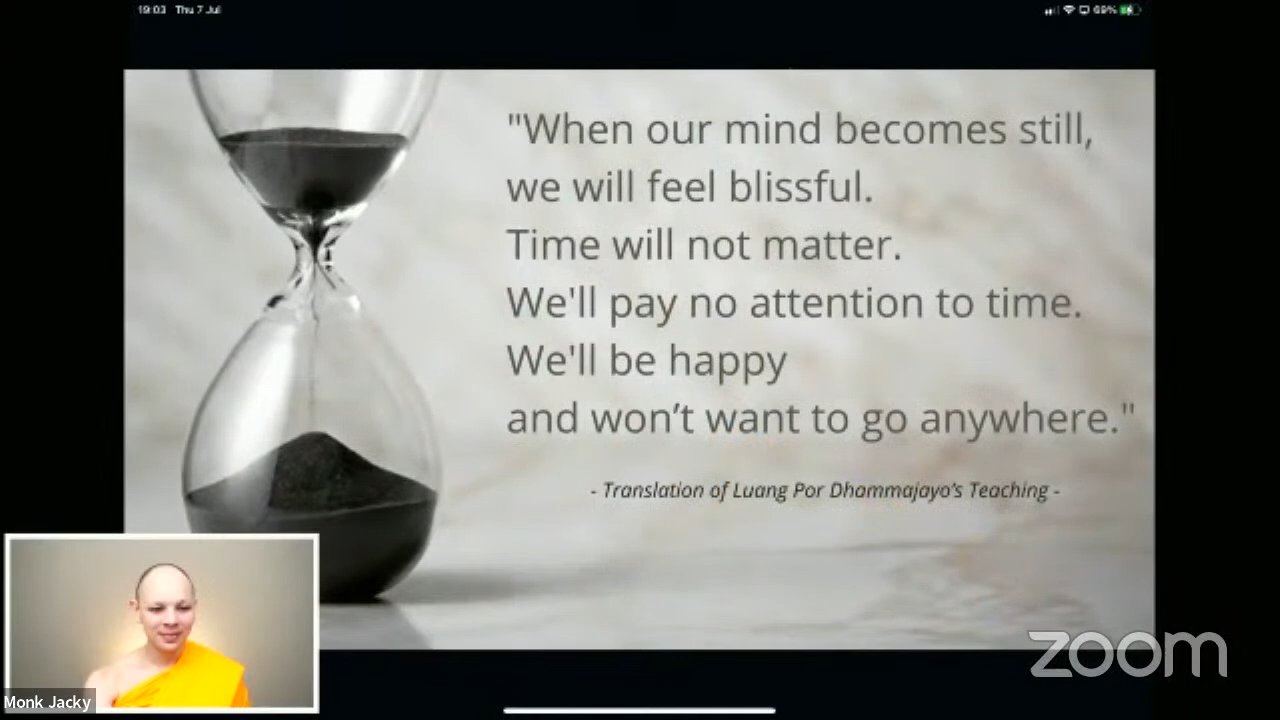 19:03 Thu 7 Jul
69%
"When our mind becomes still,
we will feel blissful.
Time will not matter.
We'll pay no attention to time.
We'll be happy
and won’t want to go anywhere."
- Translation of Luang Por Dhammajayo’s Teaching -
Monk Jacky
zoom